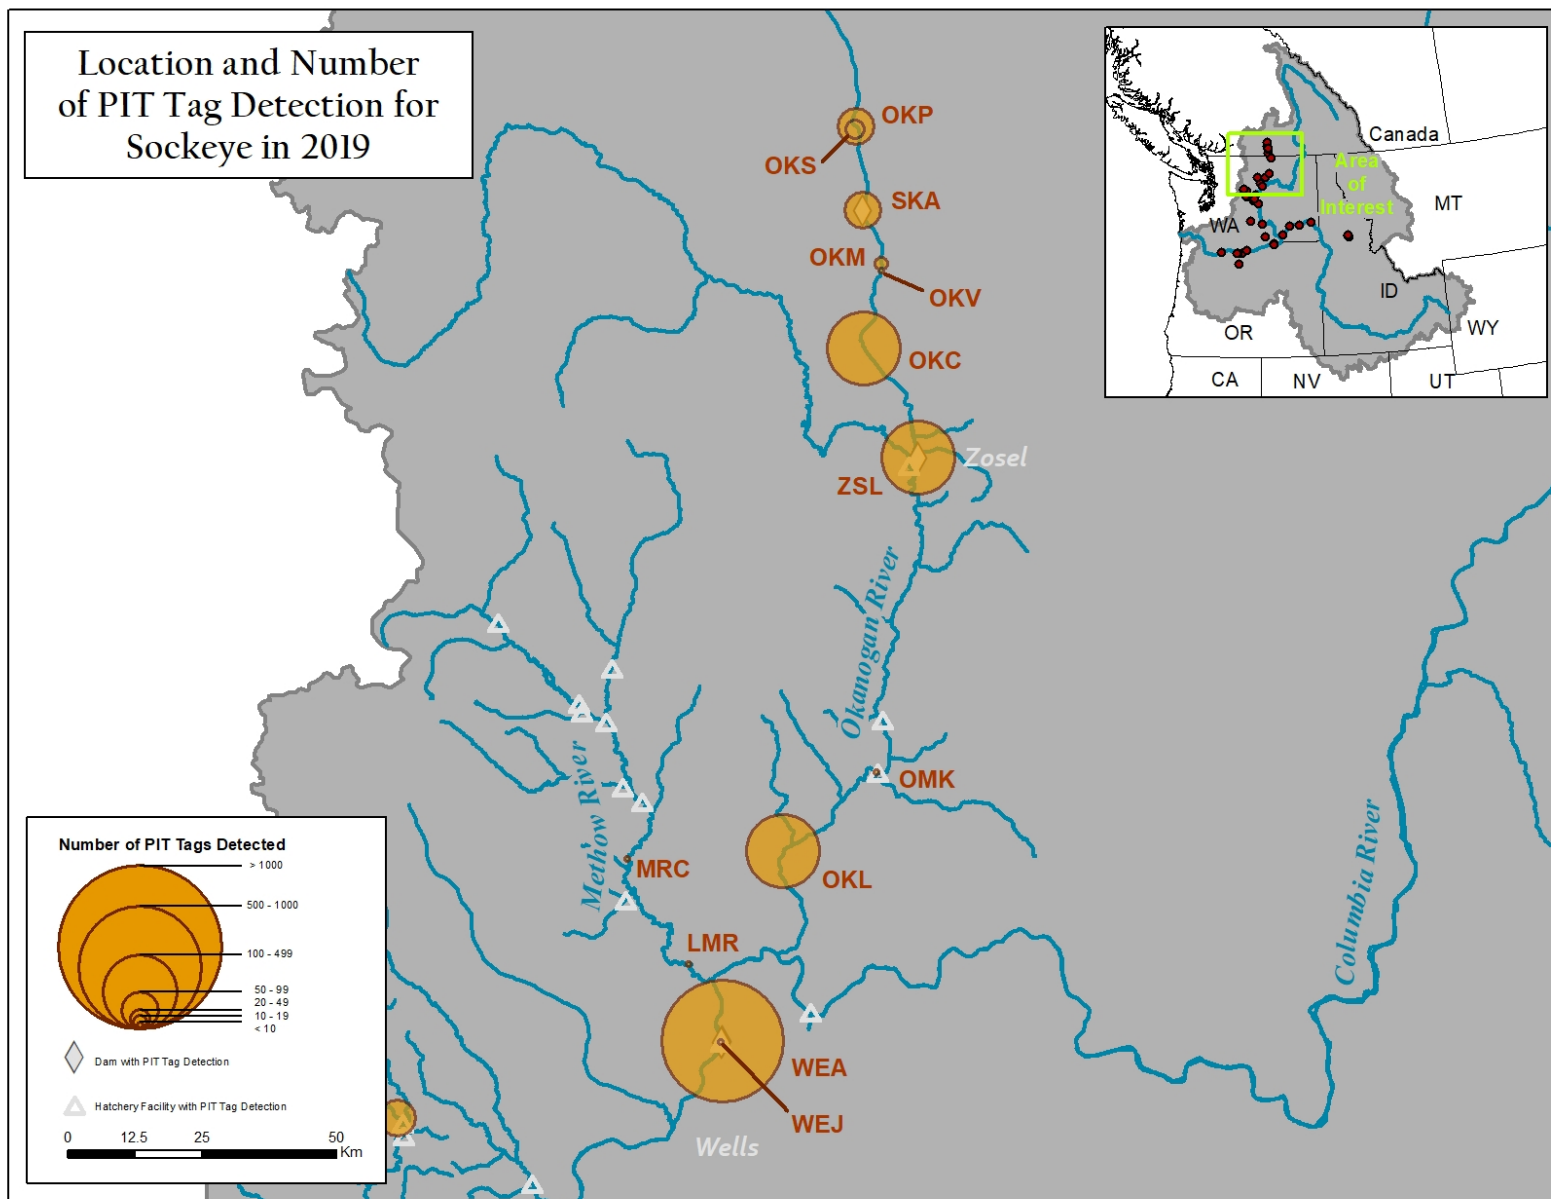 Location and Number
of PIT Tag Detection for
Sockeye in 2019
OKP
OKS
SKA
OKM
OKV
OKC
ZSL
Zosel
Okanogan River
OMK
Methow River
MRC
OKL
LMR
WEA
WEJ
Wells
Columbia River
Canada
Area
of
Interest
MT
WA
ID
OR
WY
CA
NV
UT
Number of PIT Tags Detected
> 1000
500 - 1000
100 - 499
50 - 99
20 - 49
10 - 19
< 10
Dam with PIT Tag Detection
Hatchery Facility with PIT Tag Detection
0 12.5 25 50
Km